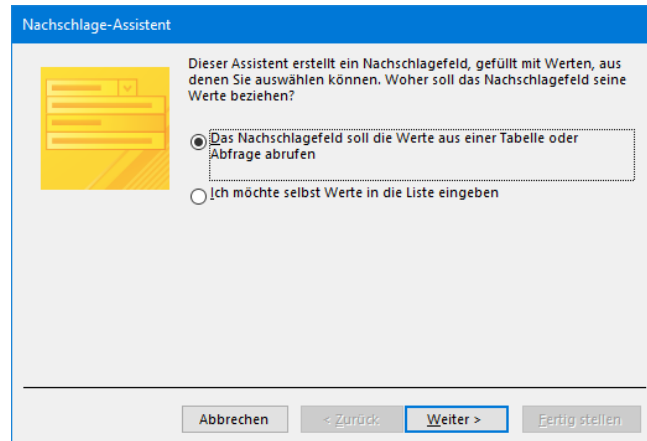 Nachschlage-Assistent
Dieser Assistent erstellt ein Nachschlagefeld, gefüllt mit Werten, aus
denen Sie auswählen können. Woher soll das Nachschlagefeld seine
Werte beziehen?
Das Nachschlagefeld soll die Werte aus einer Tabelle oder
Abfrage abrufen
Ich möchte selbst Werte in die Liste eingeben
Abbrechen < Zurück Weiter > Fertig stellen